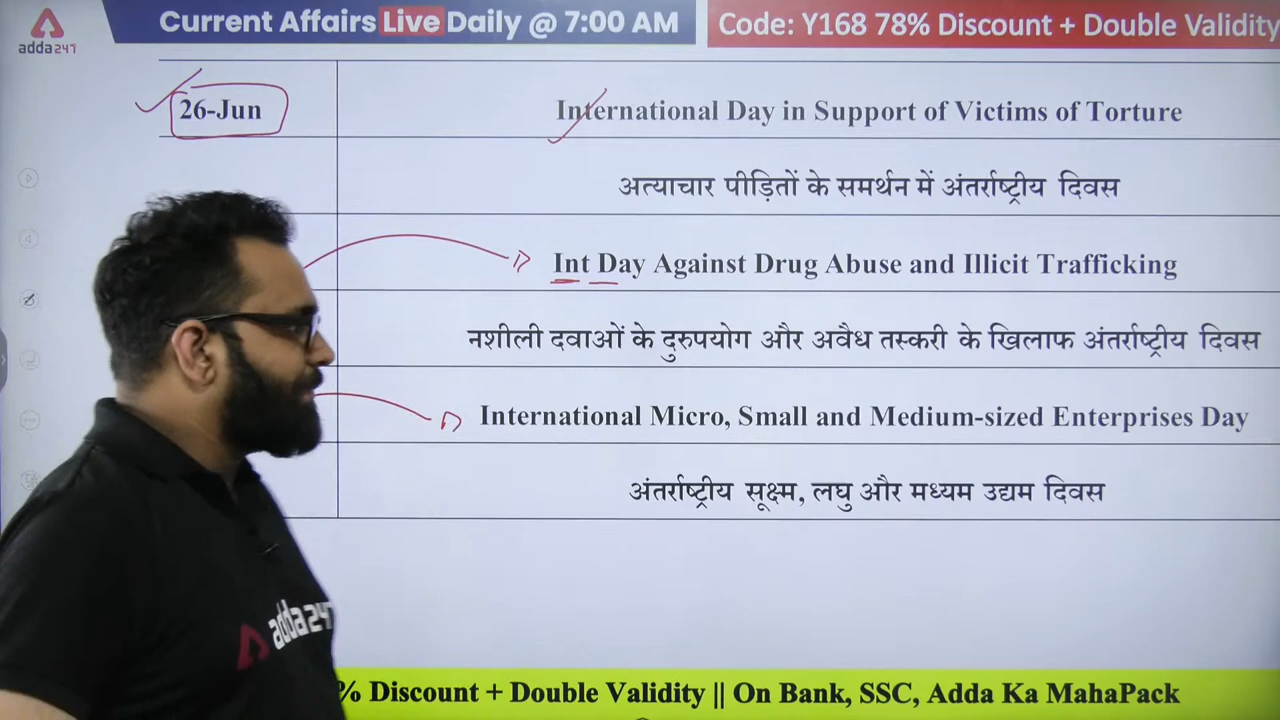 Current Affairs Live Daily @ 7:00 AM
Code: Y168 78% Discount + Double Validity
adda247
26-Jun
International Day in Support of Victims of Torture
अत्याचार पीड़ितों के समर्थन में अंतर्राष्ट्रीय दिवस
Int Day Against Drug Abuse and Illicit Trafficking
नशीली दवाओं के दुरुपयोग और अवैध तस्करी के खिलाफ अंतर्राष्ट्रीय दिवस
International Micro, Small and Medium-sized Enterprises Day
अंतर्राष्ट्रीय सूक्ष्म, लघु और मध्यम उद्यम दिवस
adda247
% Discount + Double Validity || On Bank, SSC, Adda Ka MahaPack